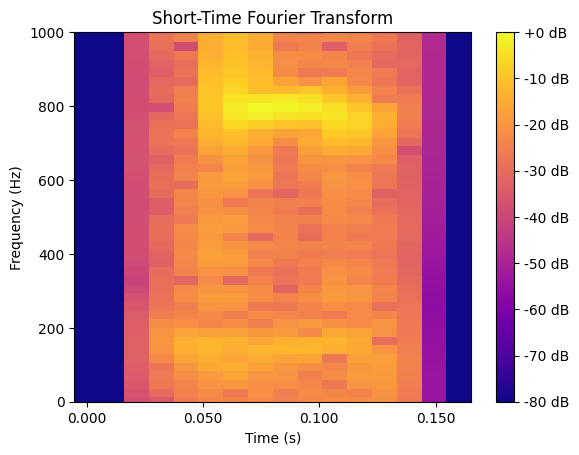 Short-Time Fourier Transform
1000
800
600
400
200
0
Frequency (Hz)
0.000
0.050
0.100
0.150
Time (s)
+0 dB
-10 dB
-20 dB
-30 dB
-40 dB
-50 dB
-60 dB
-70 dB
-80 dB